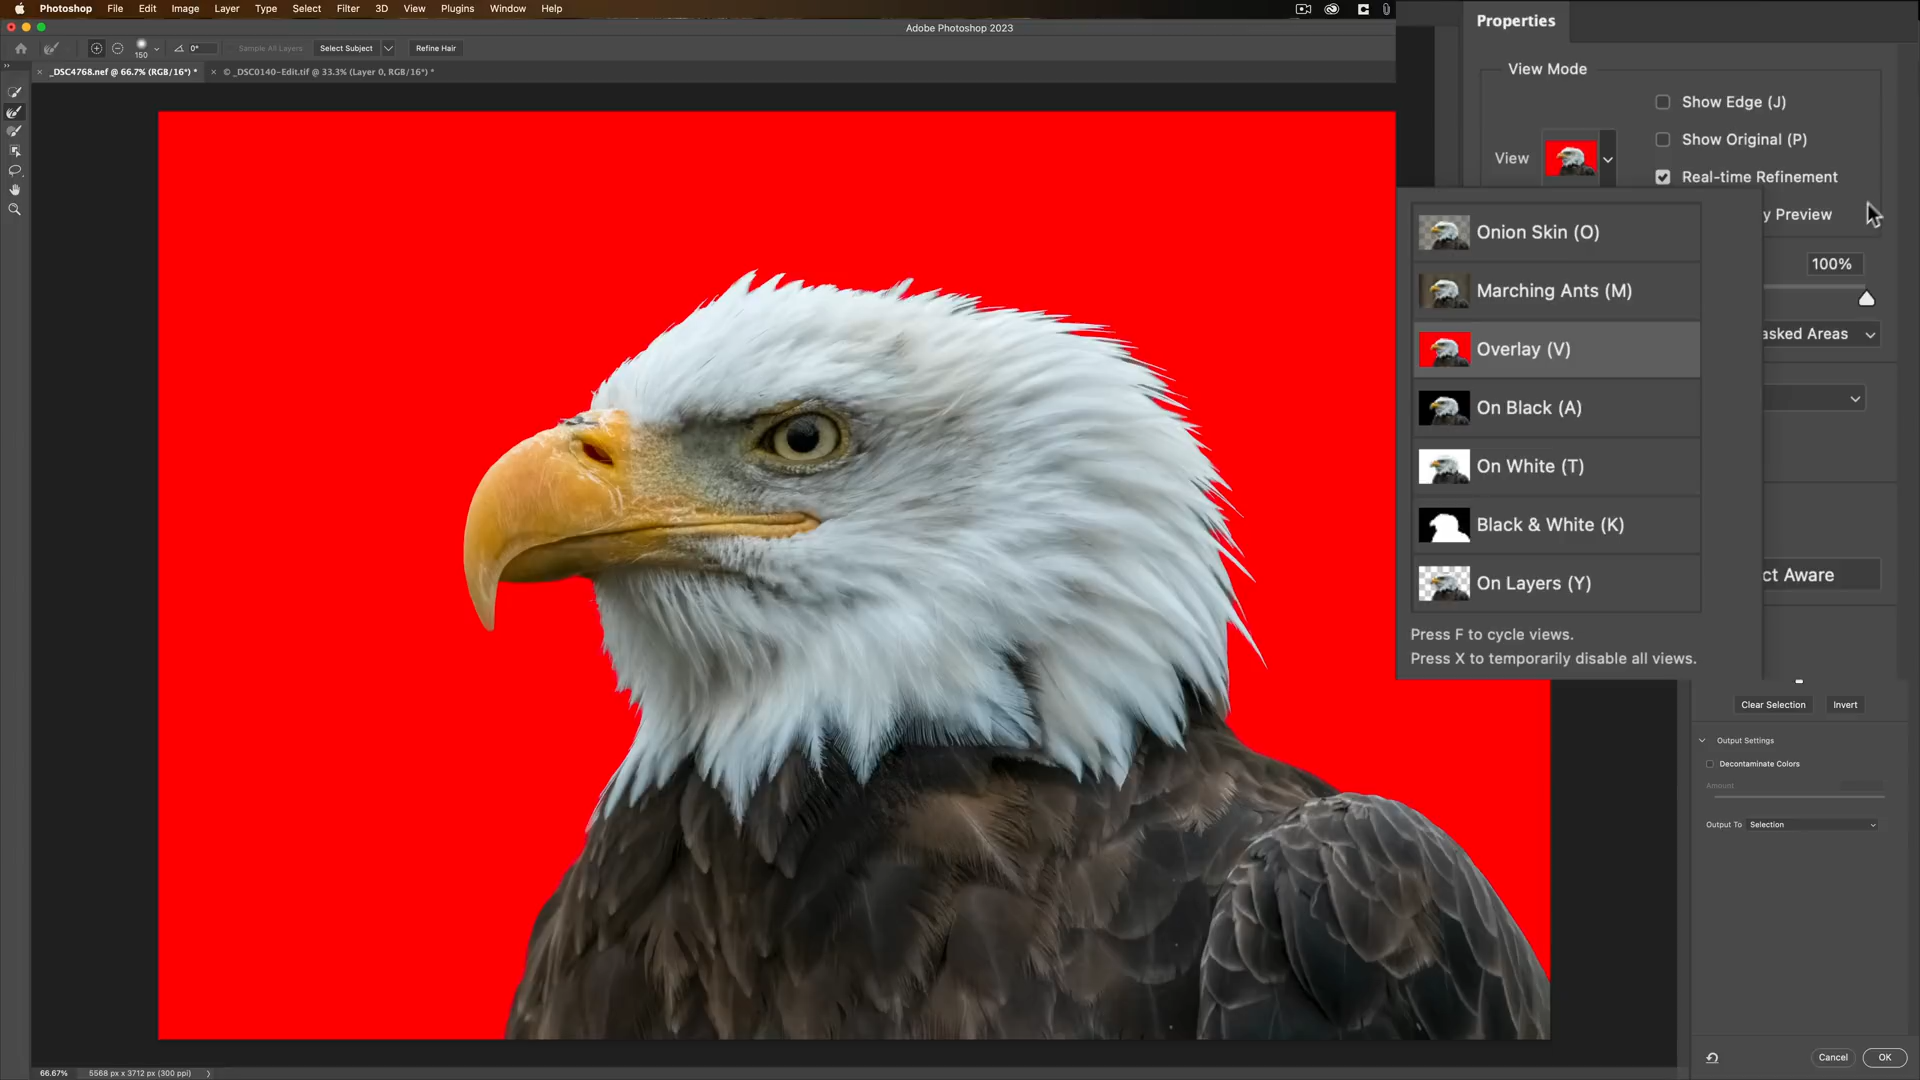 Photoshop File Edit Image Layer Type Select Filter 3D View Plugins Window Help
Adobe Photoshop 2023
150
0°
Sample All Layers
Select Subject
Refine Hair
_DSC4768.nef @ 66.7% (RGB/16*) *
© _DSC0140-Edit.tif @ 33.3% (Layer 0, RGB/16*) *
Properties
View Mode
Show Edge (J)
Show Original (P)
View
Real-time Refinement
y Preview
Onion Skin (O)
100%
Marching Ants (M)
asked Areas
Overlay (V)
On Black (A)
On White (T)
Black & White (K)
ct Aware
On Layers (Y)
Press F to cycle views.
Press X to temporarily disable all views.
Clear Selection
Invert
Output Settings
Decontaminate Colors
Amount
Output To
Selection
Cancel
OK
66.67%
5568 px x 3712 px (300 ppi)